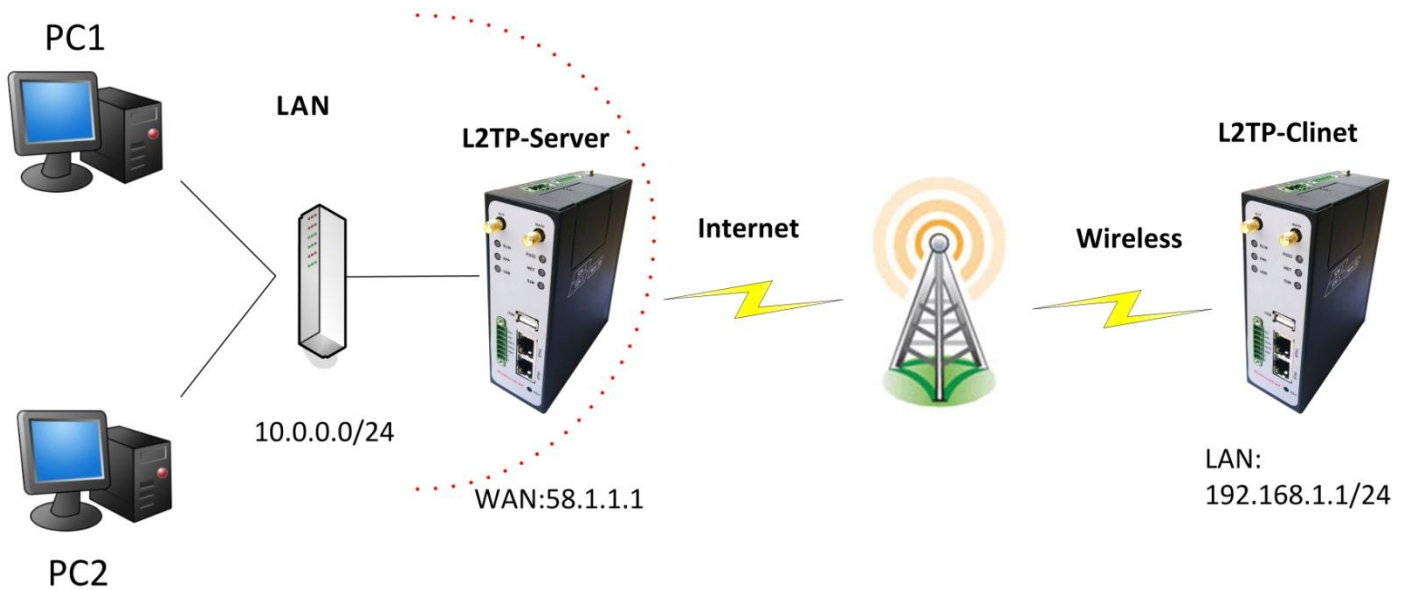 PC1
LAN
L2TP-Server
L2TP-Clinet
Internet
Wireless
10.0.0.0/24
WAN:58.1.1.1
LAN:
192.168.1.1/24
PC2